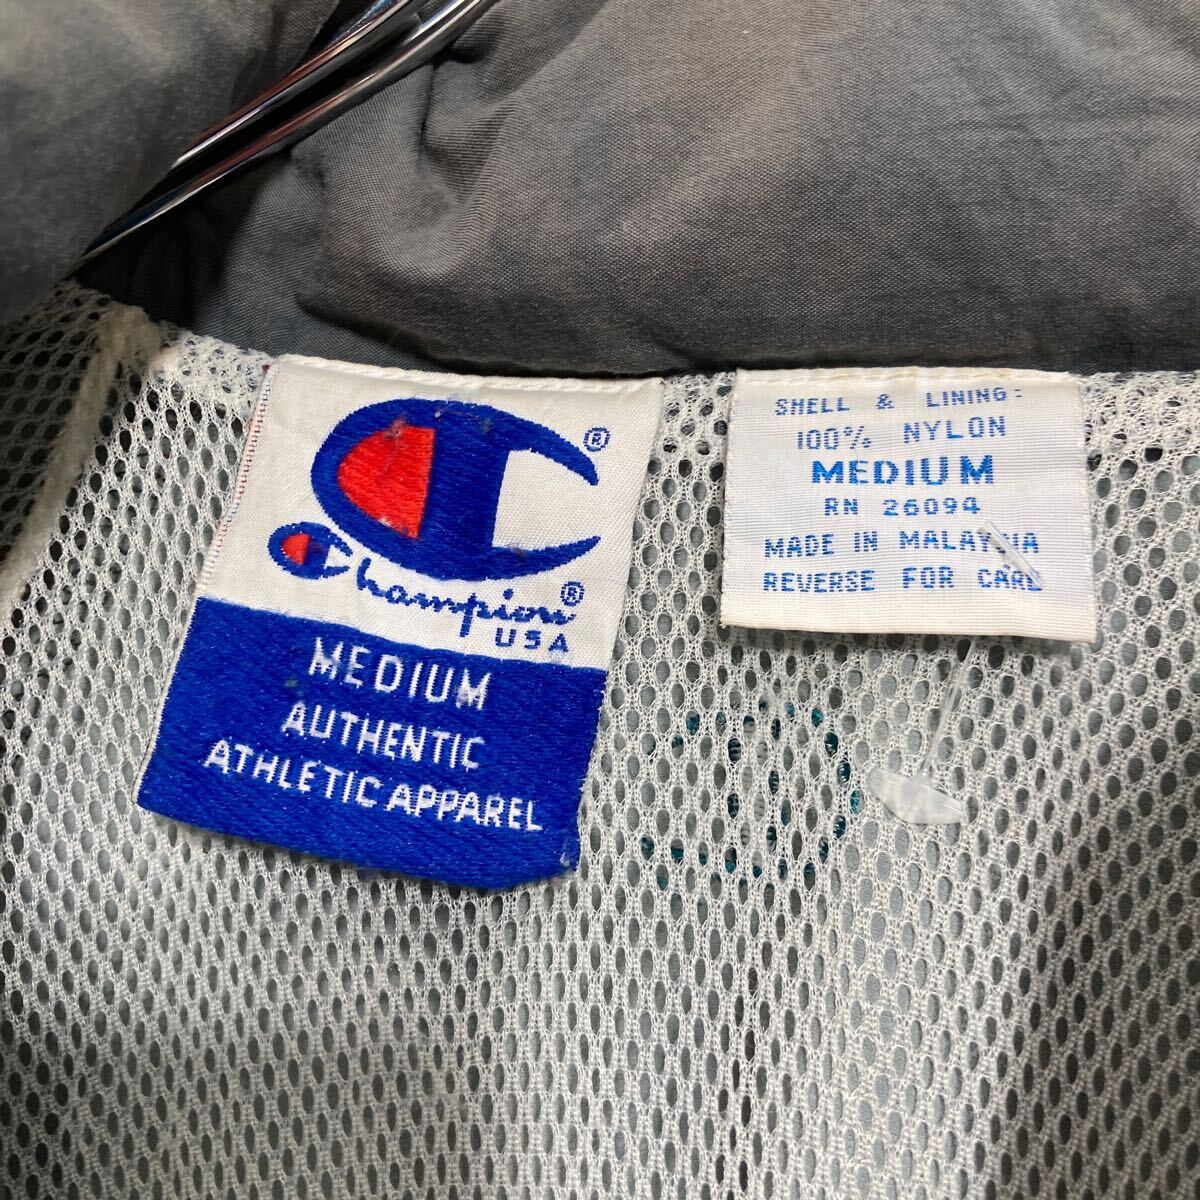 ®
Champion®
USA
MEDIUM
AUTHENTIC
ATHLETIC APPAREL
SHELL & LINING:
100% NYLON
MEDIUM
RN 26094
MADE IN MALAYSIA
REVERSE FOR CARE